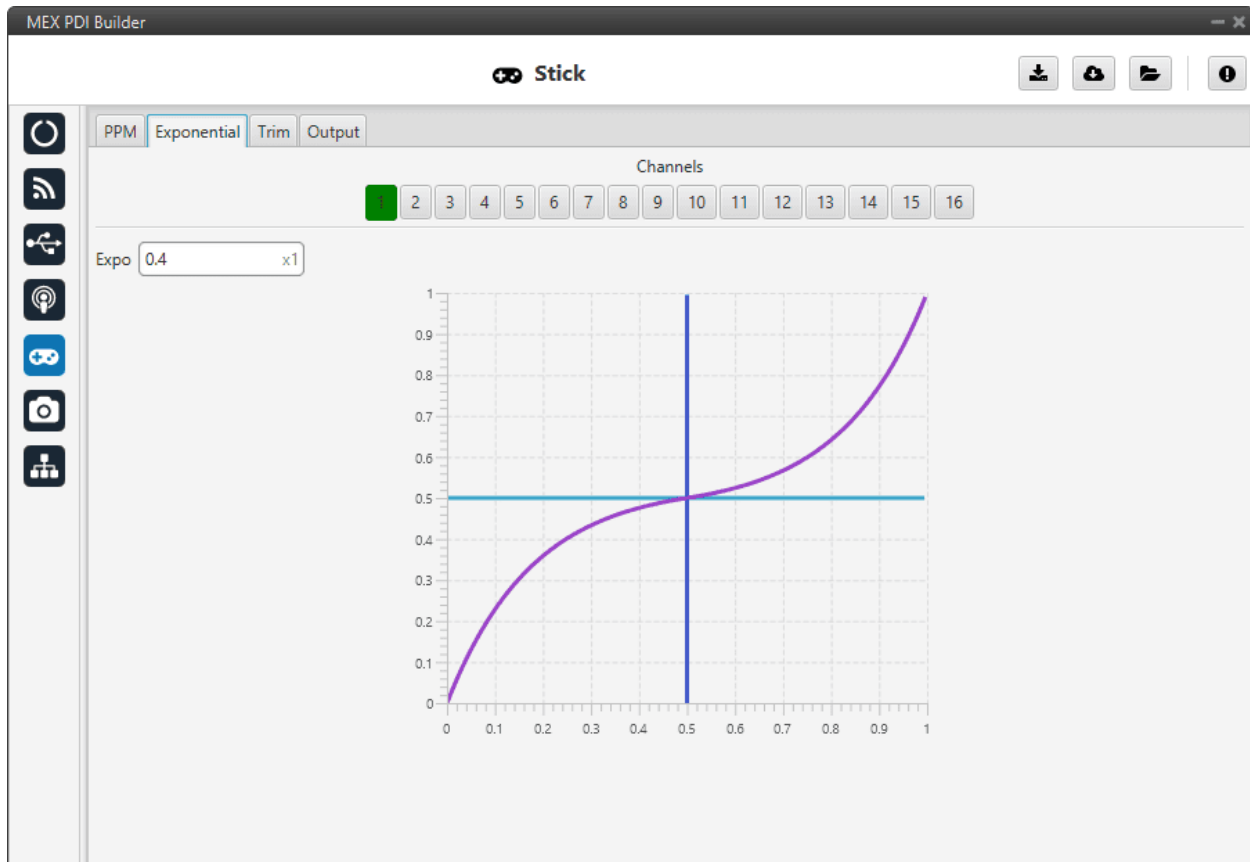 MEX PDI Builder
Stick
PPM Exponential Trim Output
Channels
1 2 3 4 5 6 7 8 9 10 11 12 13 14 15 16
Expo 0.4 x1
1
0.9
0.8
0.7
0.6
0.5
0.4
0.3
0.2
0.1
0
0 0.1 0.2 0.3 0.4 0.5 0.6 0.7 0.8 0.9 1